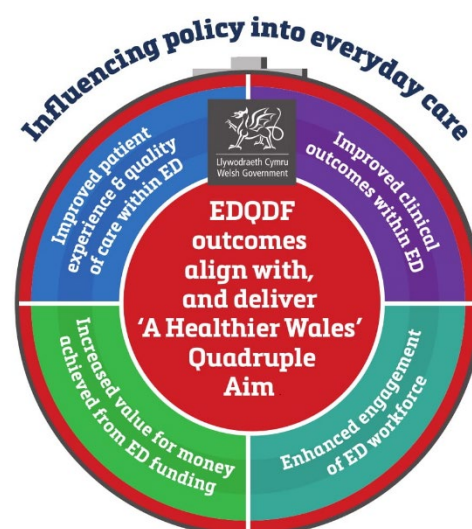 Influencing policy into everyday care
Improved patient
experience & quality
of care within ED
Improved clinical
outcomes within ED
Llywodraeth Cymru
Welsh Government
EDQDF
outcomes
align with,
and deliver
‘A Healthier Wales’
Quadruple
Aim
Increased value for money
achieved from ED funding
Enhanced engagement
of ED workforce